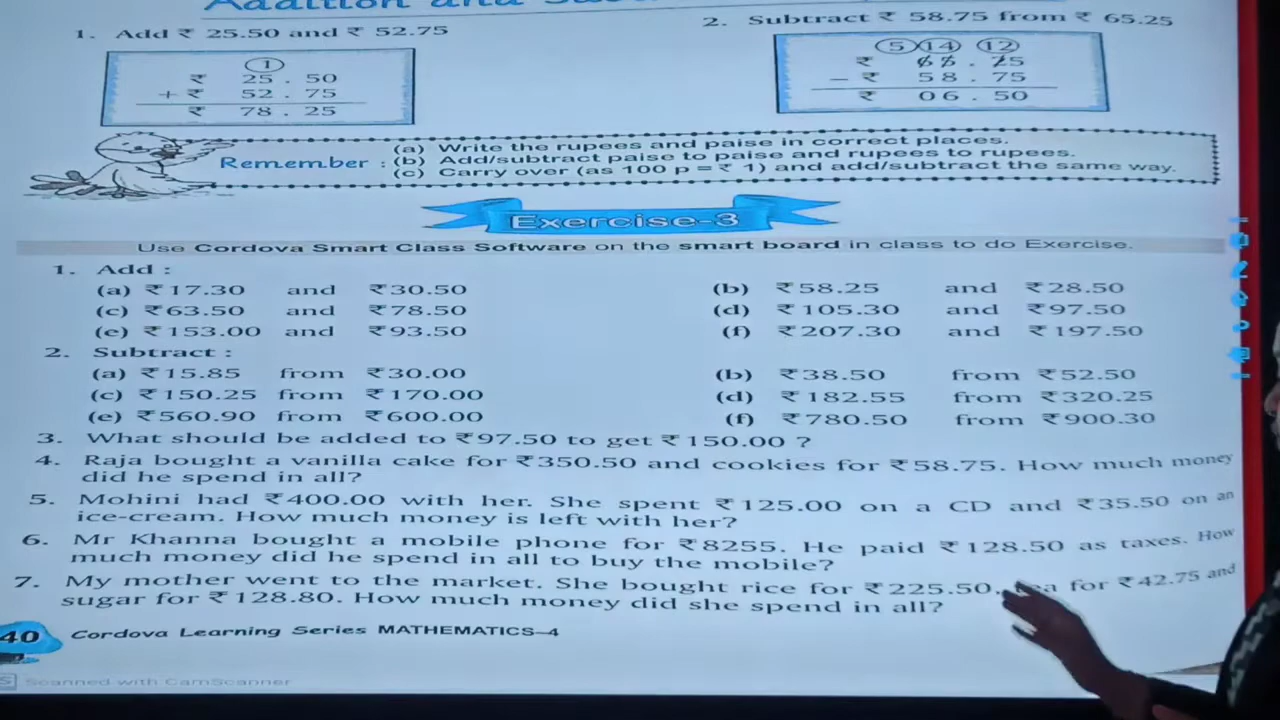 Addition and
1. Add ₹ 25.50 and ₹ 52.75
1
₹ 25 . 50
+ ₹ 52 . 75
₹ 78 . 25
2. Subtract ₹ 58.75 from ₹ 65.25
5 14 12
₹ 65 . 25
− ₹ 58 . 75
₹ 06 . 50
Remember :
(a) Write the rupees and paise in correct places.
(b) Add/subtract paise to paise and rupees to rupees.
(c) Carry over (as 100 p = ₹ 1) and add/subtract the same way.
Exercise-3
Use Cordova Smart Class Software on the smart board in class to do Exercise.
1. Add :
(a) ₹17.30 and ₹30.50 (b) ₹58.25 and ₹28.50
(c) ₹63.50 and ₹78.50 (d) ₹105.30 and ₹97.50
(e) ₹153.00 and ₹93.50 (f) ₹207.30 and ₹197.50
2. Subtract :
(a) ₹15.85 from ₹30.00 (b) ₹38.50 from ₹52.50
(c) ₹150.25 from ₹170.00 (d) ₹182.55 from ₹320.25
(e) ₹560.90 from ₹600.00 (f) ₹780.50 from ₹900.30
3. What should be added to ₹97.50 to get ₹150.00 ?
4. Raja bought a vanilla cake for ₹350.50 and cookies for ₹58.75. How much money
did he spend in all?
5. Mohini had ₹400.00 with her. She spent ₹125.00 on a CD and ₹35.50 on an
ice-cream. How much money is left with her?
6. Mr Khanna bought a mobile phone for ₹8255. He paid ₹128.50 as taxes. How
much money did he spend in all to buy the mobile?
7. My mother went to the market. She bought rice for ₹225.50, for ₹42.75 and
sugar for ₹128.80. How much money did she spend in all?
40 Cordova Learning Series MATHEMATICS–4
Scanned with CamScanner